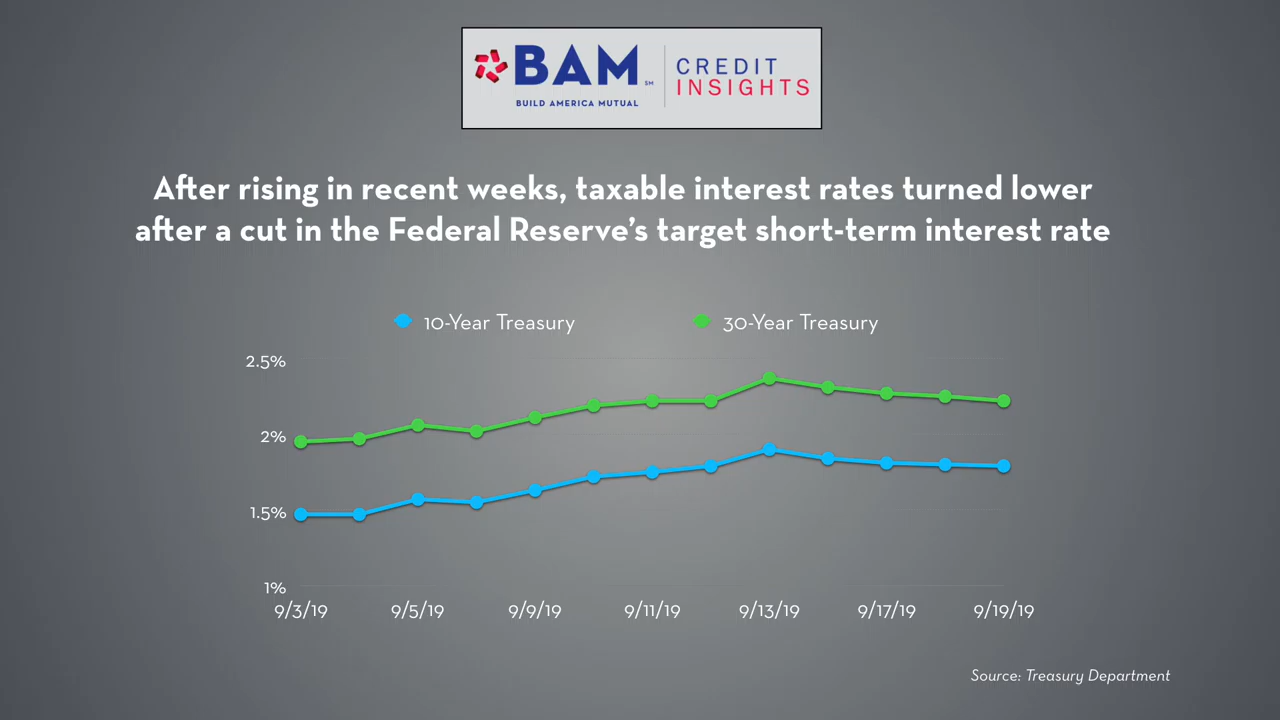 BAM SM
BUILD AMERICA MUTUAL
CREDIT
INSIGHTS
After rising in recent weeks, taxable interest rates turned lower
after a cut in the Federal Reserve’s target short-term interest rate
10-Year Treasury
30-Year Treasury
2.5%
2%
1.5%
1%
9/3/19 9/5/19 9/9/19 9/11/19 9/13/19 9/17/19 9/19/19
Source: Treasury Department